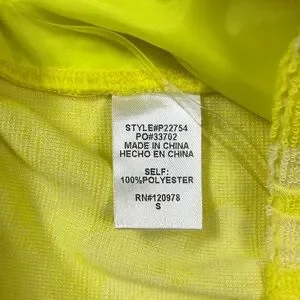 STYLE#P22754
PO#33702
MADE IN CHINA
HECHO EN CHINA
SELF:
100%POLYESTER
RN#120978
S